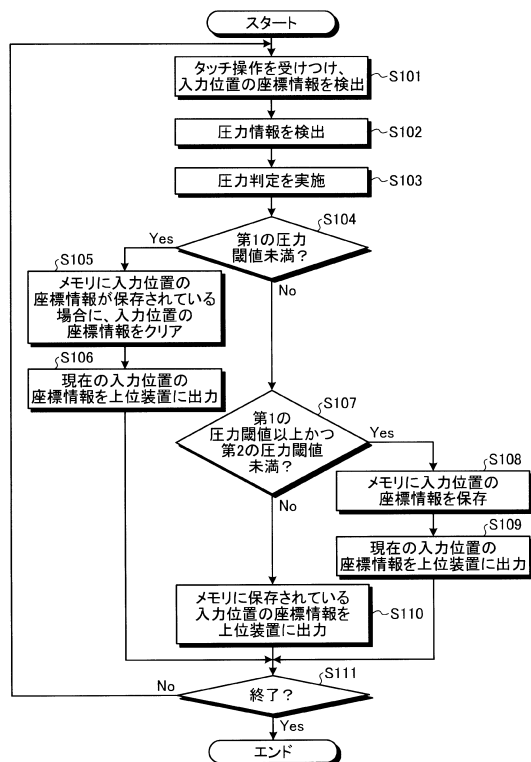 スタート
タッチ操作を受けつけ、
入力位置の座標情報を検出
S101
圧力情報を検出
S102
圧力判定を実施
S103
S104
第1の圧力
閾値未満？
Yes
No
S105
メモリに入力位置の
座標情報が保存されている
場合に、入力位置の
座標情報をクリア
S106
現在の入力位置の
座標情報を上位装置に出力
S107
第1の
圧力閾値以上かつ
第2の圧力閾値
未満？
Yes
No
S108
メモリに入力位置の
座標情報を保存
S109
現在の入力位置の
座標情報を上位装置に出力
メモリに保存されている
入力位置の座標情報を
上位装置に出力
S110
S111
終了？
No
Yes
エンド